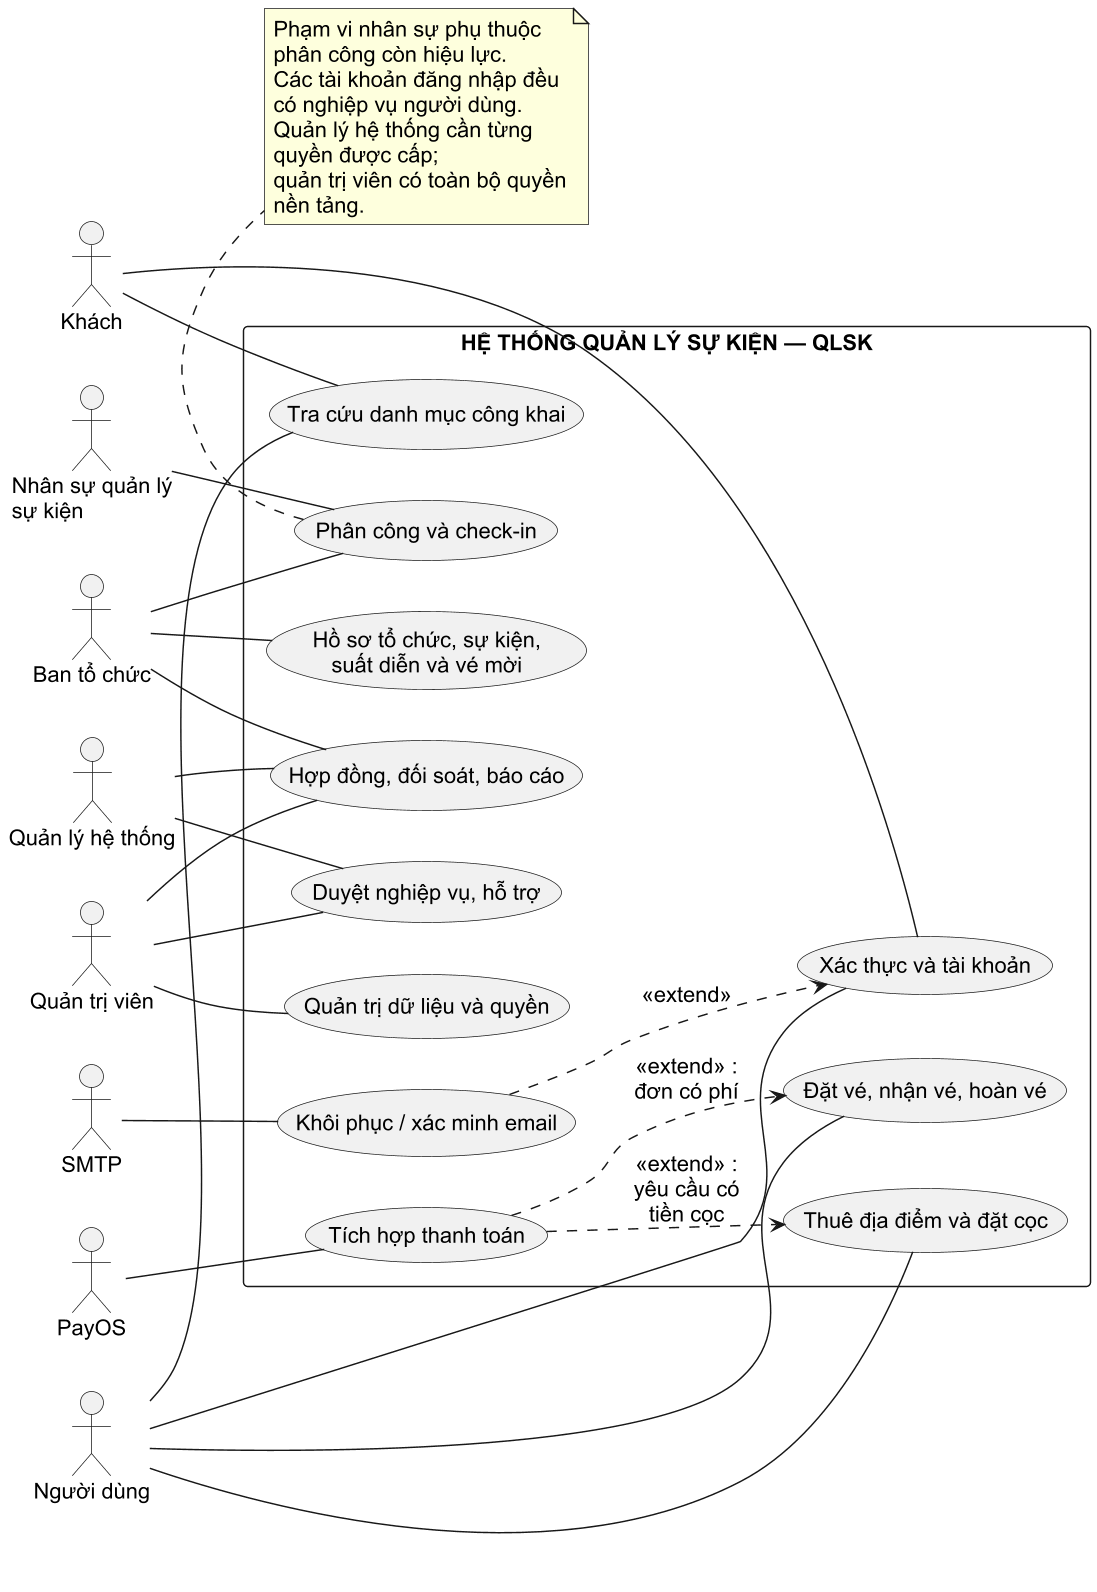 Phạm vi nhân sự phụ thuộc
phân công còn hiệu lực.
Các tài khoản đăng nhập đều
có nghiệp vụ người dùng.
Quản lý hệ thống cần từng
quyền được cấp;
quản trị viên có toàn bộ quyền
nền tảng.
Khách
HỆ THỐNG QUẢN LÝ SỰ KIỆN — QLSK
Tra cứu danh mục công khai
Nhân sự quản lý
sự kiện
Phân công và check-in
Ban tổ chức
Hồ sơ tổ chức, sự kiện,
suất diễn và vé mời
Quản lý hệ thống
Hợp đồng, đối soát, báo cáo
Duyệt nghiệp vụ, hỗ trợ
Quản trị viên
Quản trị dữ liệu và quyền
«extend»
Xác thực và tài khoản
SMTP
Khôi phục / xác minh email
«extend» :
đơn có phí
Đặt vé, nhận vé, hoàn vé
«extend» :
yêu cầu có
tiền cọc
Thuê địa điểm và đặt cọc
Tích hợp thanh toán
PayOS
Người dùng